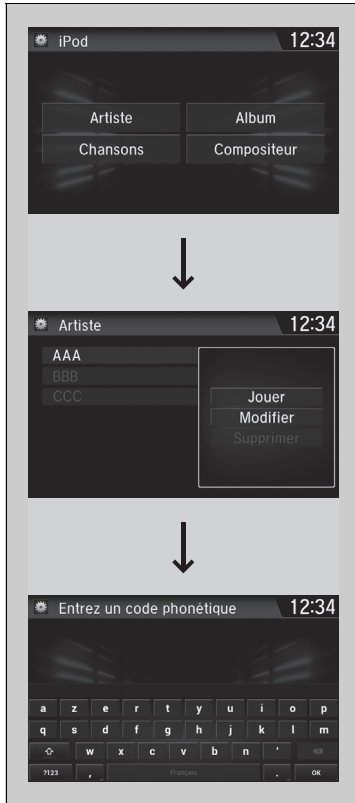 iPod 12:34
Artiste Album
Chansons Compositeur
Artiste 12:34
AAA
BBB
CCC
Jouer
Modifier
Supprimer
Entrez un code phonétique 12:34
a z e r t y u i o p
q s d f g h j k l m
w x c v b n '
?123 , Français . OK